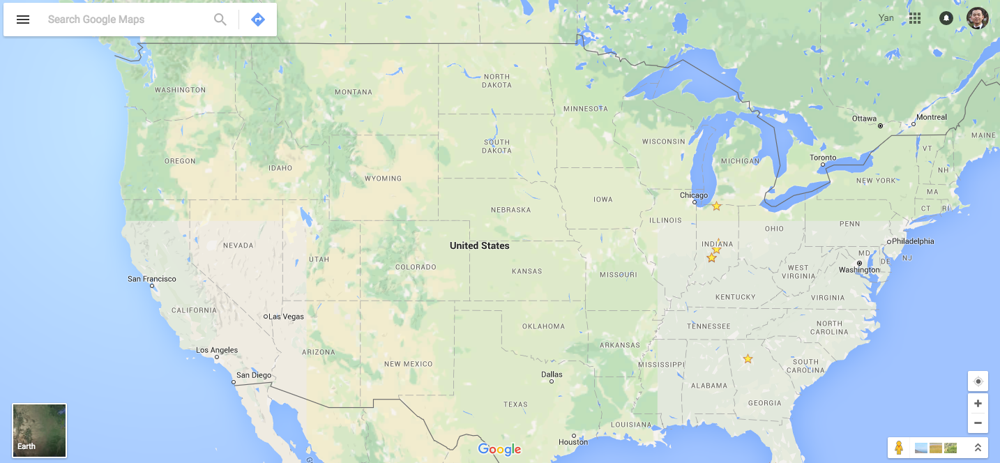 Search Google Maps
Yan
NORTH
DAKOTA
WASHINGTON
MONTANA
MINNESOTA
Ottawa
Montreal
MAINE
SOUTH
DAKOTA
WISCONSIN
VT
OREGON
IDAHO
MICHIGAN
Toronto
NH
WYOMING
NEW YORK
MA
Chicago
IOWA
NEBRASKA
CT
RI
ILLINOIS
OHIO
PENN
NEVADA
United States
INDIANA
Philadelphia
UTAH
COLORADO
MD
DE
NJ
KANSAS
MISSOURI
WEST
VIRGINIA
Washington
San Francisco
KENTUCKY
VIRGINIA
CALIFORNIA
Las Vegas
OKLAHOMA
TENNESSEE
NORTH
CAROLINA
Los Angeles
ARIZONA
ARKANSAS
NEW MEXICO
MISSISSIPPI
SOUTH
CAROLINA
San Diego
Dallas
ALABAMA
TEXAS
GEORGIA
LOUISIANA
Houston
Earth
Google